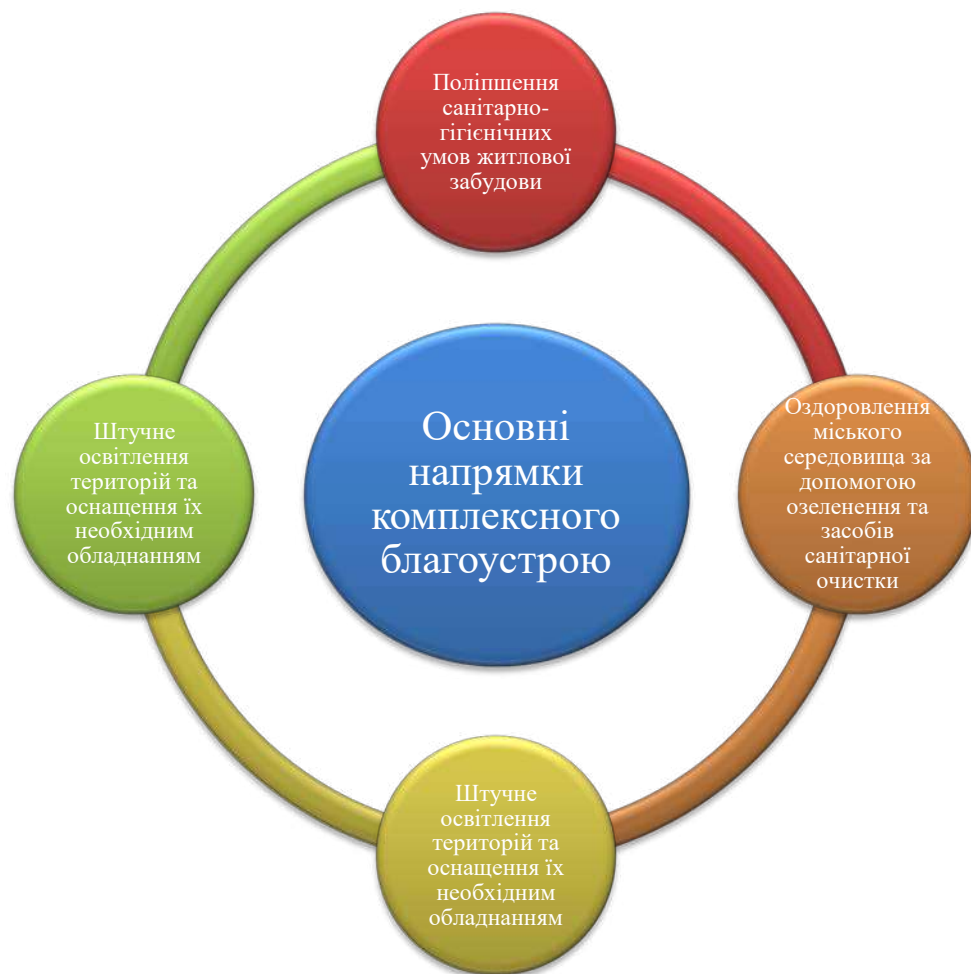 Поліпшення
санітарно-
гігієнічних
умов житлової
забудови
Штучне
освітлення
територій та
оснащення їх
необхідним
обладнанням
Основні
напрямки
комплексного
благоустрою
Оздоровлення
міського
середовища за
допомогою
озеленення та
засобів
санітарної
очистки
Штучне
освітлення
територій та
оснащення їх
необхідним
обладнанням